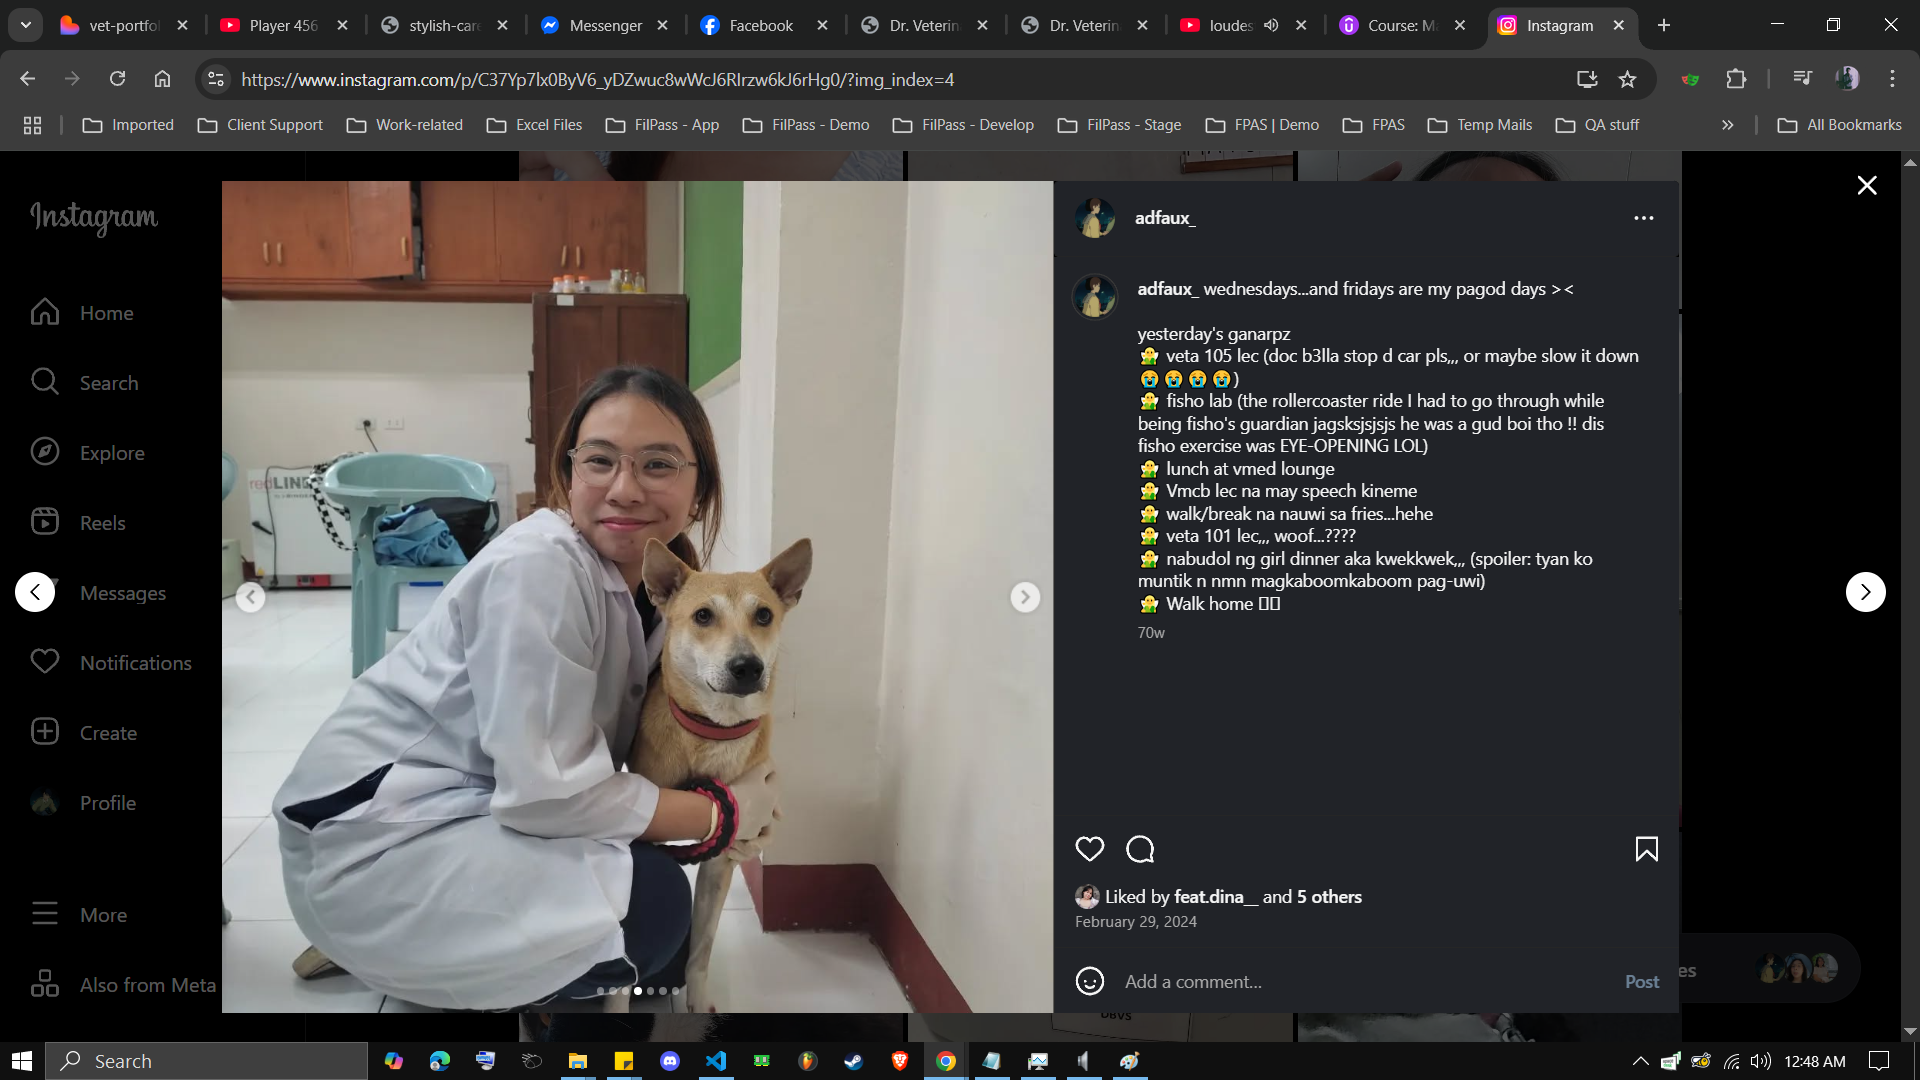 vet-portfol
Player 456
stylish-care
Messenger
Facebook
Dr. Veterin
Dr. Veterin
loudes
Course: Ma
Instagram
https://www.instagram.com/p/C37Yp7lx0ByV6_yDZwuc8wWcJ6RIrzw6kJ6rHg0/?img_index=4
Imported
Client Support
Work-related
Excel Files
FilPass - App
FilPass - Demo
FilPass - Develop
FilPass - Stage
FPAS | Demo
FPAS
Temp Mails
QA stuff
All Bookmarks
Instagram
Home
Search
Explore
Reels
Messages
Notifications
Create
Profile
More
Also from Meta
redLINE
adfaux_
adfaux_ wednesdays...and fridays are my pagod days ><
yesterday's ganarpz
🧚 veta 105 lec (doc b3lla stop d car pls,,, or maybe slow it down
😭 😭 😭 😭)
🧚 fisho lab (the rollercoaster ride I had to go through while
being fisho's guardian jagsksjsjsjs he was a gud boi tho !! dis
fisho exercise was EYE-OPENING LOL)
🧚 lunch at vmed lounge
🧚 Vmcb lec na may speech kineme
🧚 walk/break na nauwi sa fries...hehe
🧚 veta 101 lec,,, woof...????
🧚 nabudol ng girl dinner aka kwekkwek,,, (spoiler: tyan ko
muntik n nmn magkaboomkaboom pag-uwi)
🧚 Walk home ▯▯
70w
Liked by feat.dina__ and 5 others
February 29, 2024
Add a comment...
Post
es
OBVS
Search
12:48 AM